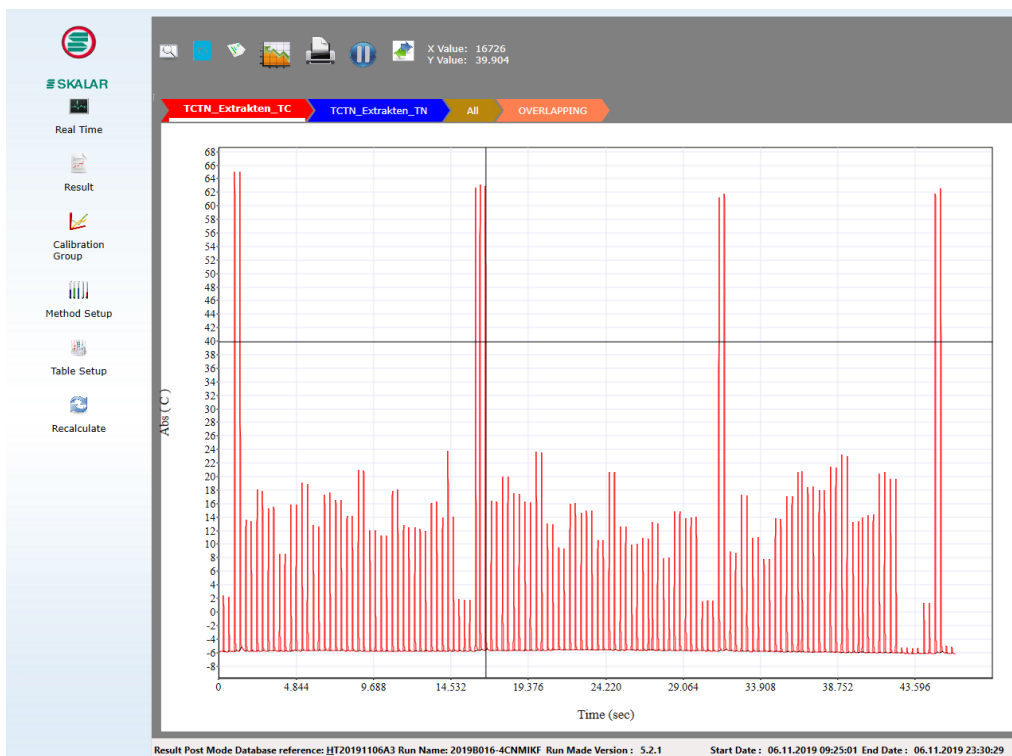 SKALAR
Real Time
Result
Calibration
Group
Method Setup
Table Setup
Recalculate
X Value: 16726
Y Value: 39.904
TCTN_Extrakten_TC
TCTN_Extrakten_TN
All
OVERLAPPING
Abs ( C )
68
66
64
62
60
58
56
54
52
50
48
46
44
42
40
38
36
34
32
30
28
26
24
22
20
18
16
14
12
10
8
6
4
2
0
-2
-4
-6
-8
0 4.844 9.688 14.532 19.376 24.220 29.064 33.908 38.752 43.596
Time (sec)
Result Post Mode Database reference: HT20191106A3 Run Name: 2019B016-4CNMIKF Run Made Version : 5.2.1 Start Date : 06.11.2019 09:25:01 End Date : 06.11.2019 23:30:29